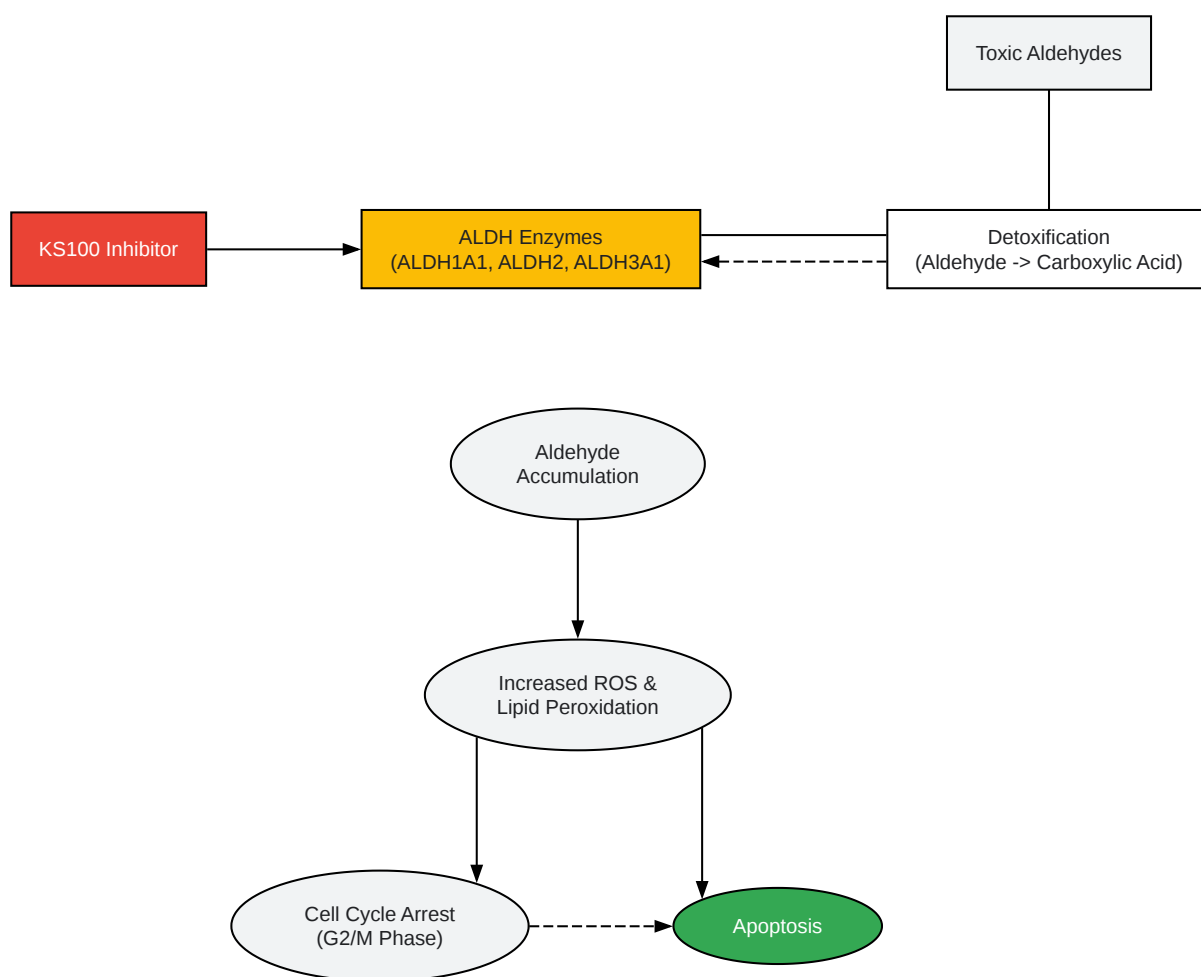 Toxic Aldehydes
KS100 Inhibitor
ALDH Enzymes
(ALDH1A1, ALDH2, ALDH3A1)
Detoxification
(Aldehyde -> Carboxylic Acid)
Aldehyde
Accumulation
Increased ROS &
Lipid Peroxidation
Cell Cycle Arrest
(G2/M Phase)
Apoptosis